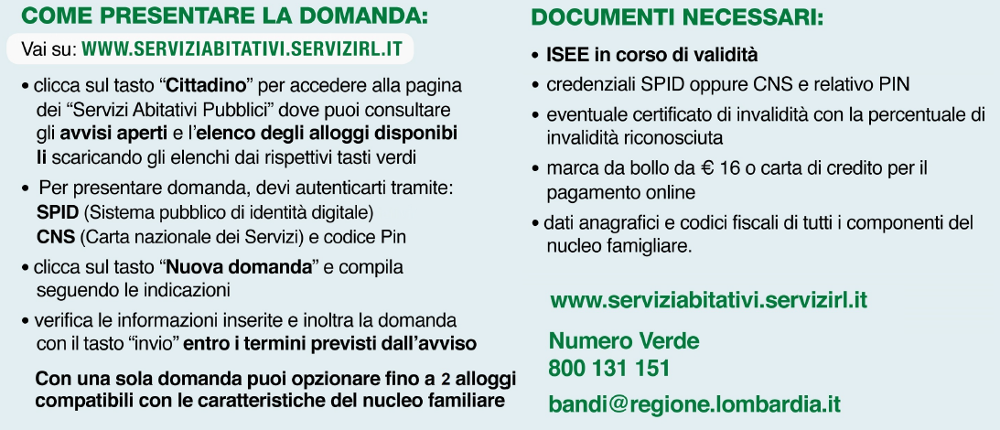 COME PRESENTARE LA DOMANDA:
Vai su: WWW.SERVIZIABITATIVI.SERVIZIRL.IT
• clicca sul tasto “Cittadino” per accedere alla pagina
dei “Servizi Abitativi Pubblici” dove puoi consultare
gli avvisi aperti e l’elenco degli alloggi disponibi
li scaricando gli elenchi dai rispettivi tasti verdi
• Per presentare domanda, devi autenticarti tramite:
SPID (Sistema pubblico di identità digitale)
CNS (Carta nazionale dei Servizi) e codice Pin
• clicca sul tasto “Nuova domanda” e compila
seguendo le indicazioni
• verifica le informazioni inserite e inoltra la domanda
con il tasto “invio” entro i termini previsti dall’avviso
Con una sola domanda puoi opzionare fino a 2 alloggi
compatibili con le caratteristiche del nucleo familiare
DOCUMENTI NECESSARI:
• ISEE in corso di validità
• credenziali SPID oppure CNS e relativo PIN
• eventuale certificato di invalidità con la percentuale di
invalidità riconosciuta
• marca da bollo da € 16 o carta di credito per il
pagamento online
• dati anagrafici e codici fiscali di tutti i componenti del
nucleo famigliare.
www.serviziabitativi.servizirl.it
Numero Verde
800 131 151
bandi@regione.lombardia.it